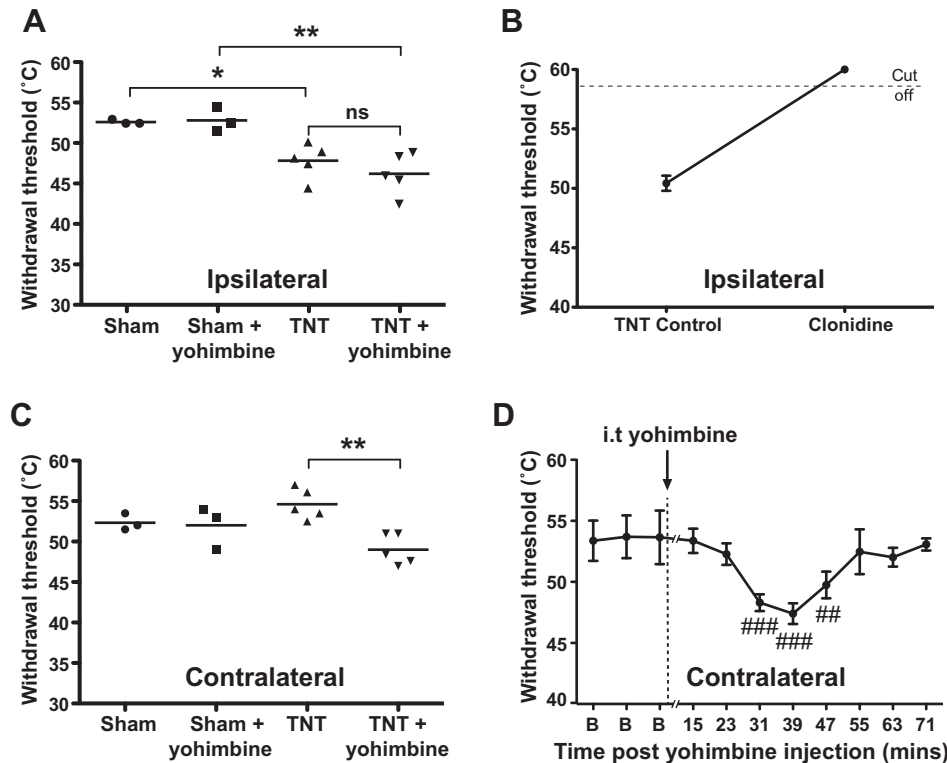 A
**
*
ns
Withdrawal threshold (˚C)
60
55
50
45
40
35
30
Ipsilateral
Sham
Sham +
yohimbine
TNT
TNT +
yohimbine
B
Withdrawal threshold (˚C)
60
55
50
45
40
Cut
off
Ipsilateral
TNT Control
Clonidine
C
**
Withdrawal threshold (˚C)
60
55
50
45
40
35
30
Contralateral
Sham
Sham +
yohimbine
TNT
TNT +
yohimbine
D
i.t yohimbine
Withdrawal threshold (˚C)
60
55
50
45
40
###
###
##
Contralateral
B B B 15 23 31 39 47 55 63 71
Time post yohimbine injection (mins)